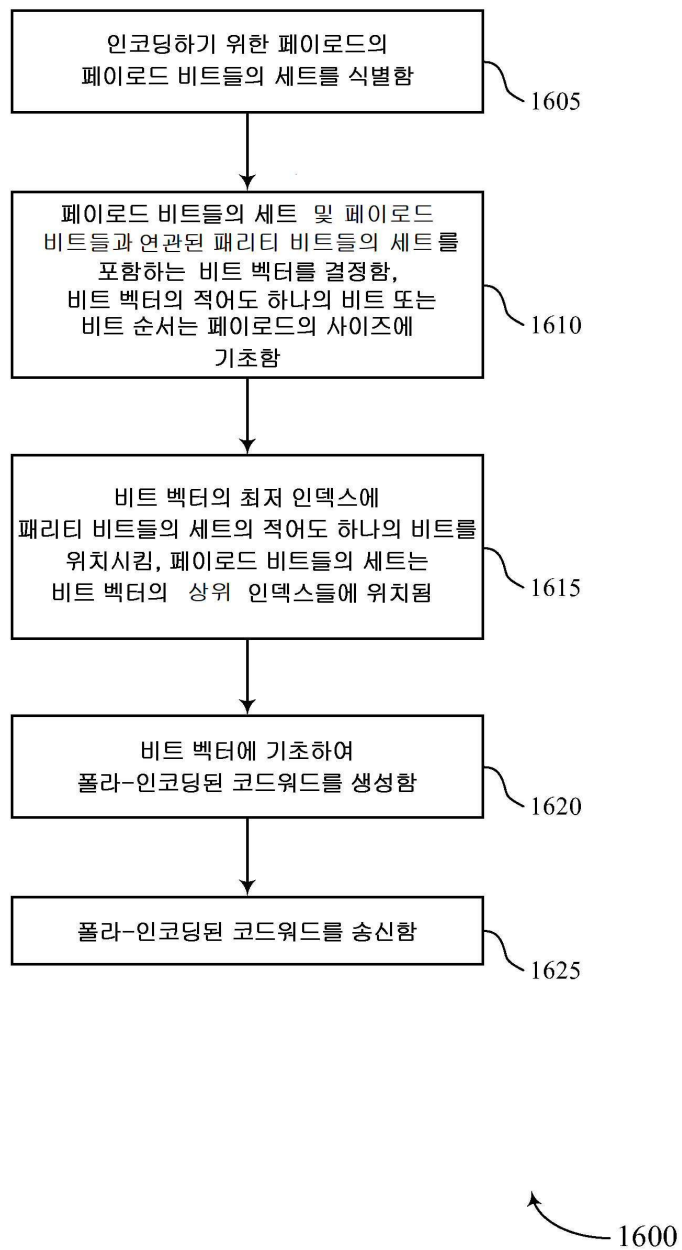 인코딩하기 위한 페이로드의
페이로드 비트들의 세트를 식별함
1605
페이로드 비트들의 세트 및 페이로드
비트들과 연관된 패리티 비트들의 세트를
포함하는 비트 벡터를 결정함,
비트 벡터의 적어도 하나의 비트 또는
비트 순서는 페이로드의 사이즈에
기초함
1610
비트 벡터의 최저 인덱스에
패리티 비트들의 세트의 적어도 하나의 비트를
위치시킴, 페이로드 비트들의 세트는
비트 벡터의 상위 인덱스들에 위치됨
1615
비트 벡터에 기초하여
폴라-인코딩된 코드워드를 생성함
1620
폴라-인코딩된 코드워드를 송신함
1625
1600